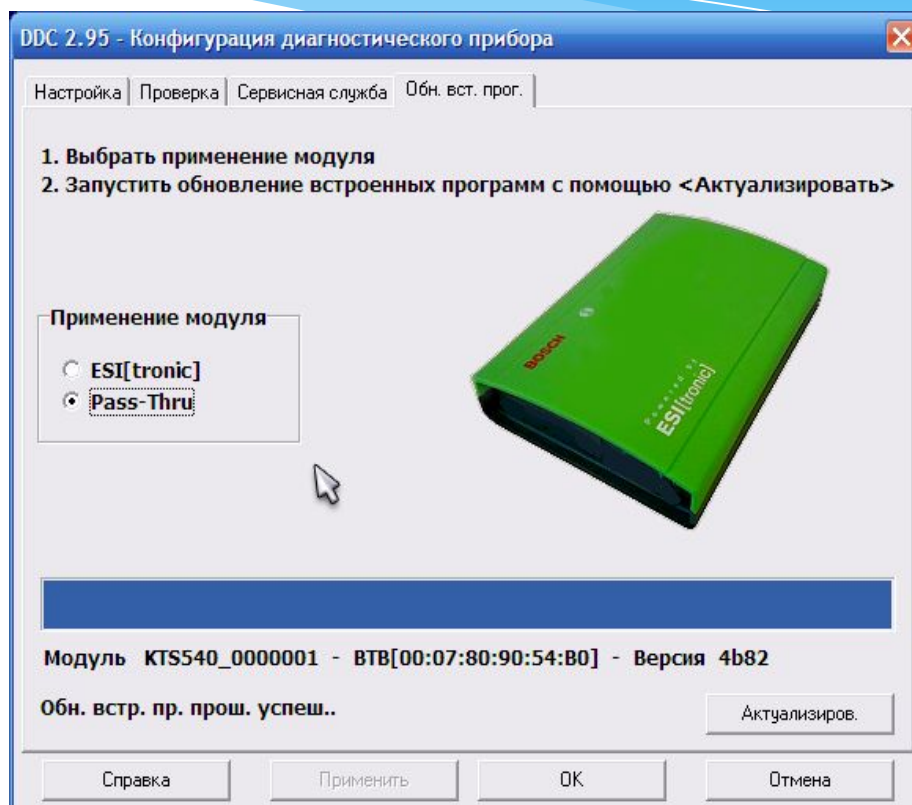 DDC 2.95 - Конфигурация диагностического прибора
Настройка Проверка Сервисная служба Обн. вст. прог.
1. Выбрать применение модуля
2. Запустить обновление встроенных программ с помощью <Актуализировать>
Применение модуля
ESI[tronic]
Pass-Thru
BOSCH
Powered by
ESI[tronic]
Модуль KTS540_0000001 - BTB[00:07:80:90:54:B0] - Версия 4b82
Обн. встр. пр. прош. успеш..
Актуализиров.
Справка Применить OK Отмена